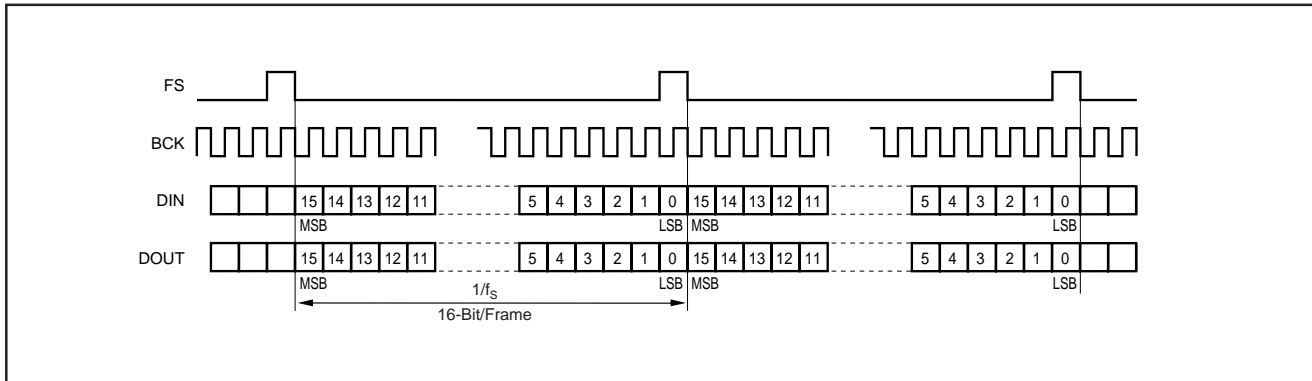 FS
BCK
DIN 15 14 13 12 11 5 4 3 2 1 0 15 14 13 12 11 5 4 3 2 1 0
MSB LSB MSB LSB
DOUT 15 14 13 12 11 5 4 3 2 1 0 15 14 13 12 11 5 4 3 2 1 0
MSB 1/fS LSB MSB LSB
16-Bit/Frame